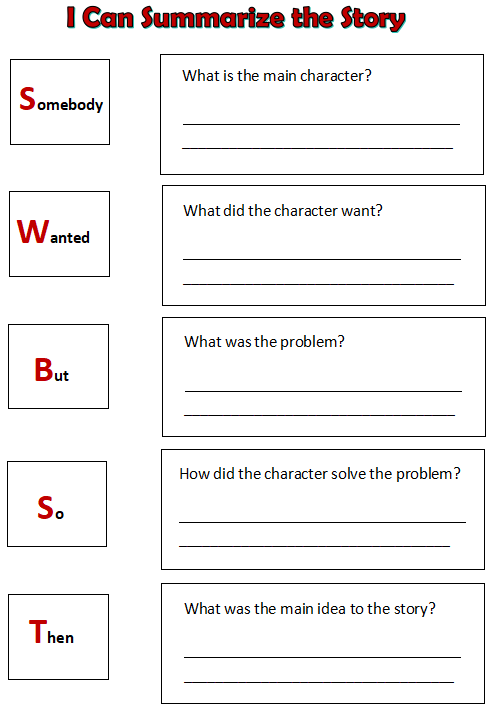 I Can Summarize the Story
Somebody
What is the main character?
Wanted
What did the character want?
But
What was the problem?
So
How did the character solve the problem?
Then
What was the main idea to the story?